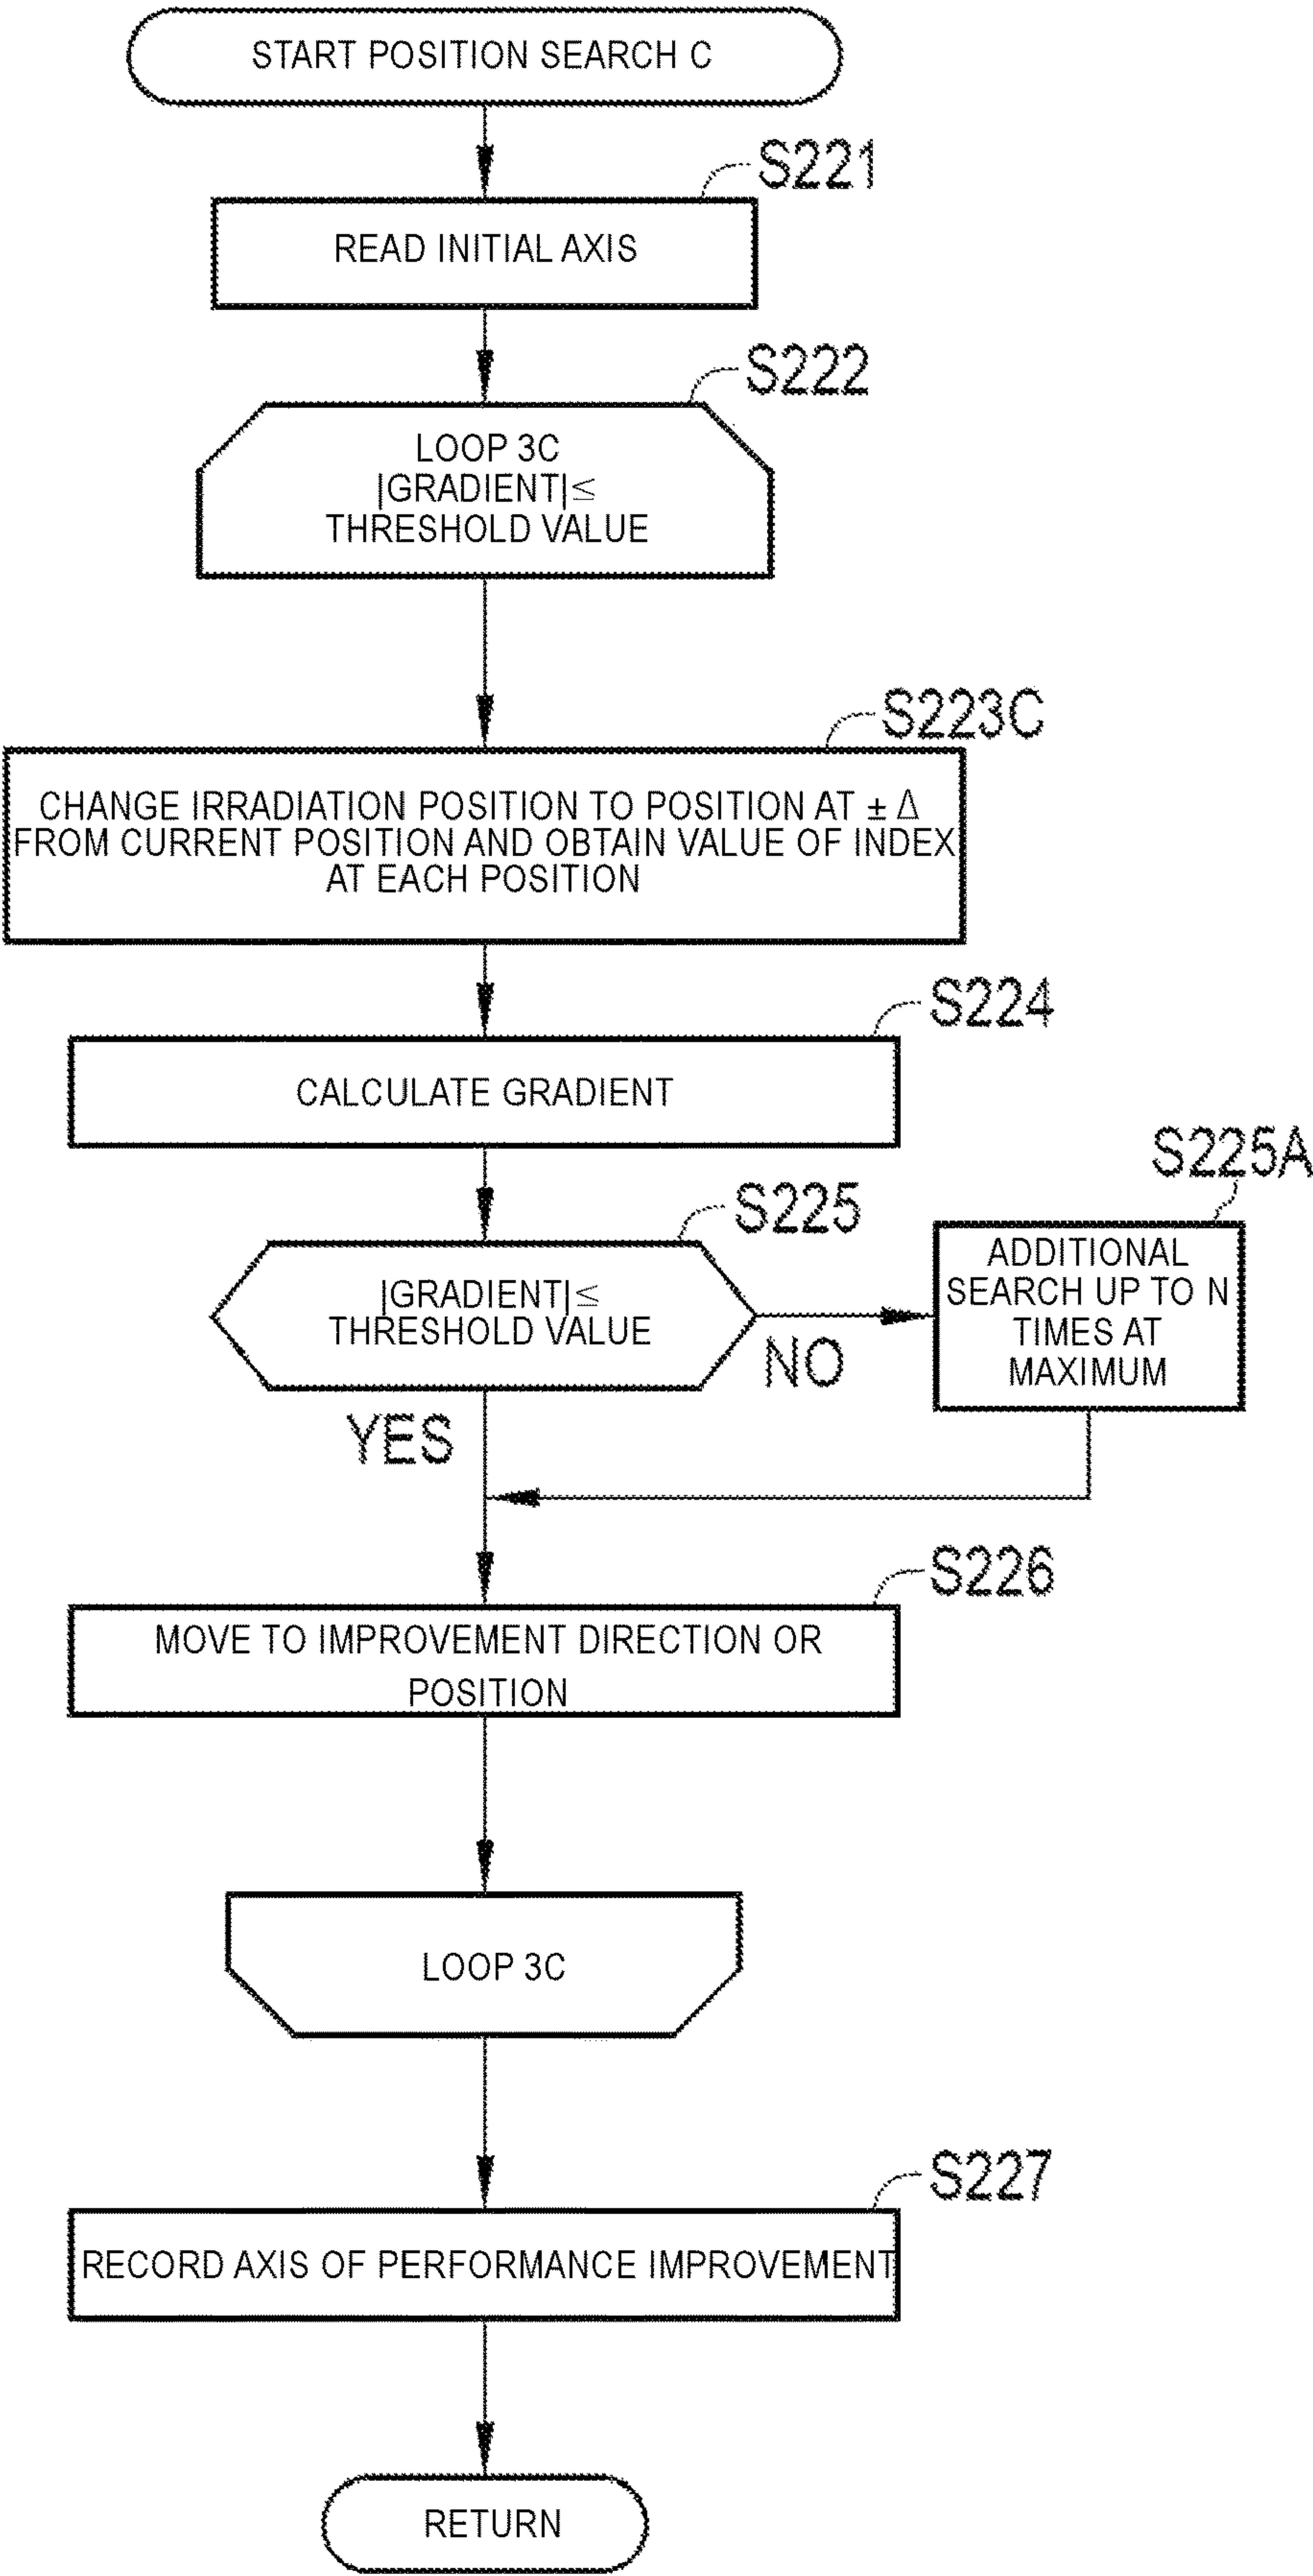 START POSITION SEARCH C
S221
READ INITIAL AXIS
S222
LOOP 3C
|GRADIENT|≦
THRESHOLD VALUE
S223C
CHANGE IRRADIATION POSITION TO POSITION AT ± Δ
FROM CURRENT POSITION AND OBTAIN VALUE OF INDEX
AT EACH POSITION
S224
CALCULATE GRADIENT
S225
|GRADIENT|≦
THRESHOLD VALUE
NO
YES
S225A
ADDITIONAL
SEARCH UP TO N
TIMES AT
MAXIMUM
S226
MOVE TO IMPROVEMENT DIRECTION OR
POSITION
LOOP 3C
S227
RECORD AXIS OF PERFORMANCE IMPROVEMENT
RETURN